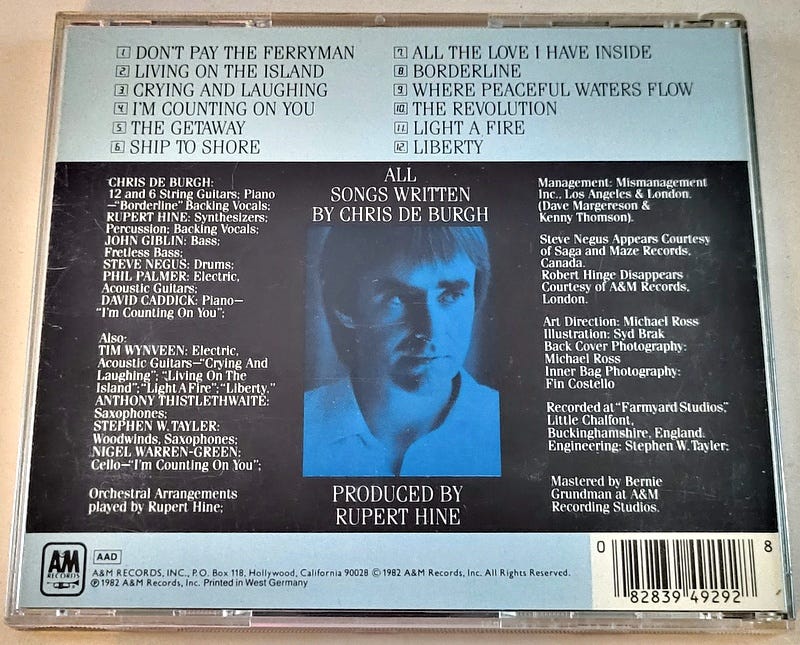 1 DON'T PAY THE FERRYMAN
2 LIVING ON THE ISLAND
3 CRYING AND LAUGHING
4 I'M COUNTING ON YOU
5 THE GETAWAY
6 SHIP TO SHORE
7 ALL THE LOVE I HAVE INSIDE
8 BORDERLINE
9 WHERE PEACEFUL WATERS FLOW
10 THE REVOLUTION
11 LIGHT A FIRE
12 LIBERTY
CHRIS DE BURGH:
12 and 6 String Guitars; Piano
—"Borderline" Backing Vocals;
RUPERT HINE: Synthesizers;
Percussion; Backing Vocals;
JOHN GIBLIN: Bass;
Fretless Bass;
STEVE NEGUS: Drums;
PHIL PALMER: Electric,
Acoustic Guitars;
DAVID CADDICK: Piano—
"I'm Counting On You";
Also:
TIM WYNVEEN: Electric,
Acoustic Guitars—"Crying And
Laughing"; "Living On The
Island"; "Light A Fire"; "Liberty."
ANTHONY THISTLETHWAITE:
Saxophones;
STEPHEN W. TAYLER:
Woodwinds, Saxophones;
NIGEL WARREN-GREEN:
Cello—"I'm Counting On You";
Orchestral Arrangements
played by Rupert Hine;
ALL
SONGS WRITTEN
BY CHRIS DE BURGH
PRODUCED BY
RUPERT HINE
Management: Mismanagement
Inc., Los Angeles & London.
(Dave Margereson &
Kenny Thomson).
Steve Negus Appears Courtesy
of Saga and Maze Records,
Canada.
Robert Hinge Disappears
Courtesy of A&M Records,
London.
Art Direction: Michael Ross
Illustration: Syd Brak
Back Cover Photography:
Michael Ross
Inner Bag Photography:
Fin Costello
Recorded at "Farmyard Studios,"
Little Chalfont,
Buckinghamshire, England.
Engineering: Stephen W. Tayler;
Mastered by Bernie
Grundman at A&M
Recording Studios.
A&M
RECORDS
AAD
A&M RECORDS, INC., P.O. Box 118, Hollywood, California 90028 © 1982 A&M Records, Inc. All Rights Reserved.
℗ 1982 A&M Records, Inc. Printed in West Germany
0 82839 49292 8